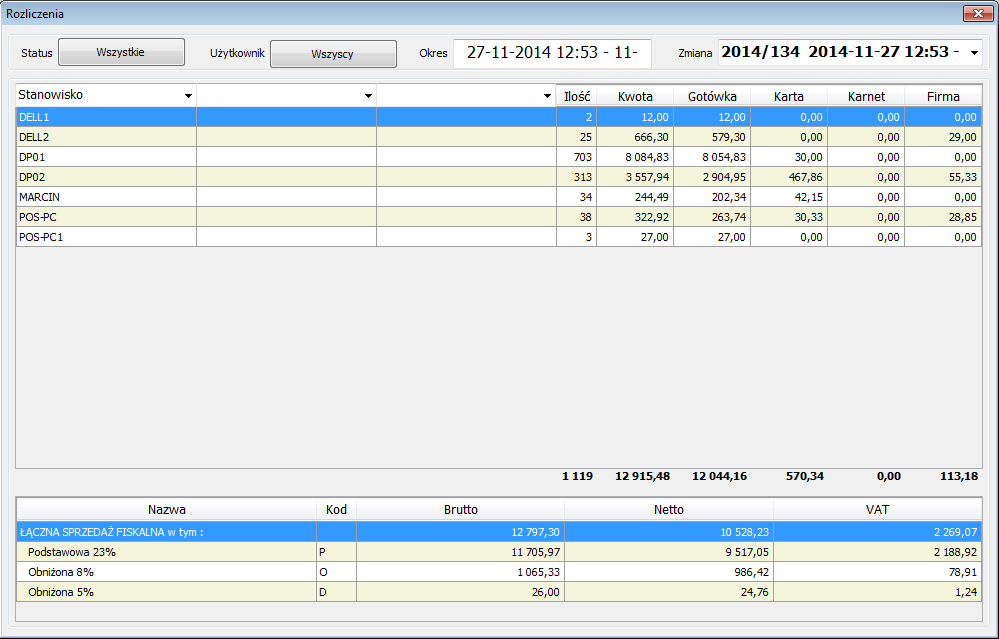 Rozliczenia
Status Wszystkie Użytkownik Wszyscy Okres 27-11-2014 12:53 - 11- Zmiana 2014/134 2014-11-27 12:53 -
Stanowisko Ilość Kwota Gotówka Karta Karnet Firma
DELL1 2 12,00 12,00 0,00 0,00 0,00
DELL2 25 666,30 579,30 0,00 0,00 29,00
DP01 703 8 084,83 8 054,83 30,00 0,00 0,00
DP02 313 3 557,94 2 904,95 467,86 0,00 55,33
MARCIN 34 244,49 202,34 42,15 0,00 0,00
POS-PC 38 322,92 263,74 30,33 0,00 28,85
POS-PC1 3 27,00 27,00 0,00 0,00 0,00
1 119 12 915,48 12 044,16 570,34 0,00 113,18
Nazwa Kod Brutto Netto VAT
ŁĄCZNA SPRZEDAŻ FISKALNA w tym : 12 797,30 10 528,23 2 269,07
Podstawowa 23% P 11 705,97 9 517,05 2 188,92
Obniżona 8% O 1 065,33 986,42 78,91
Obniżona 5% D 26,00 24,76 1,24